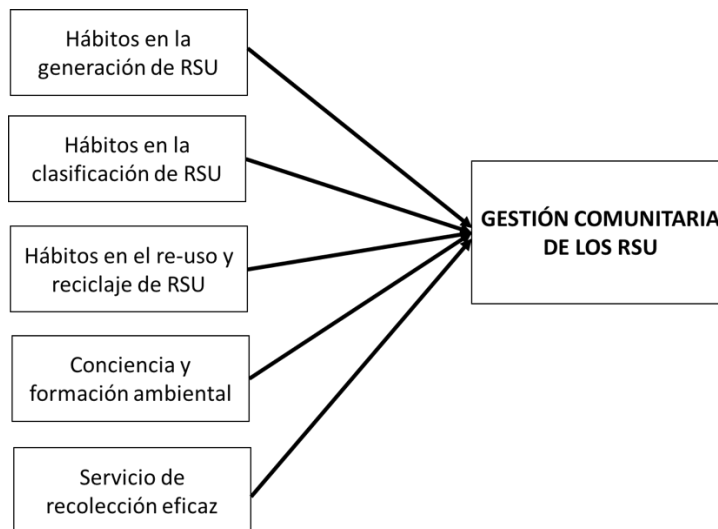 Hábitos en la
generación de RSU
Hábitos en la
clasificación de RSU
Hábitos en el re-uso y
reciclaje de RSU
Conciencia y
formación ambiental
Servicio de
recolección eficaz
GESTIÓN COMUNITARIA
DE LOS RSU